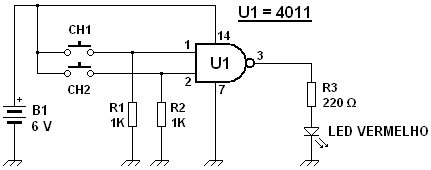 U1 = 4011
CH1
14
1
3
U1
CH2
2
7
R1
1K
R2
1K
R3
220 Ω
+
B1
6 V
LED VERMELHO